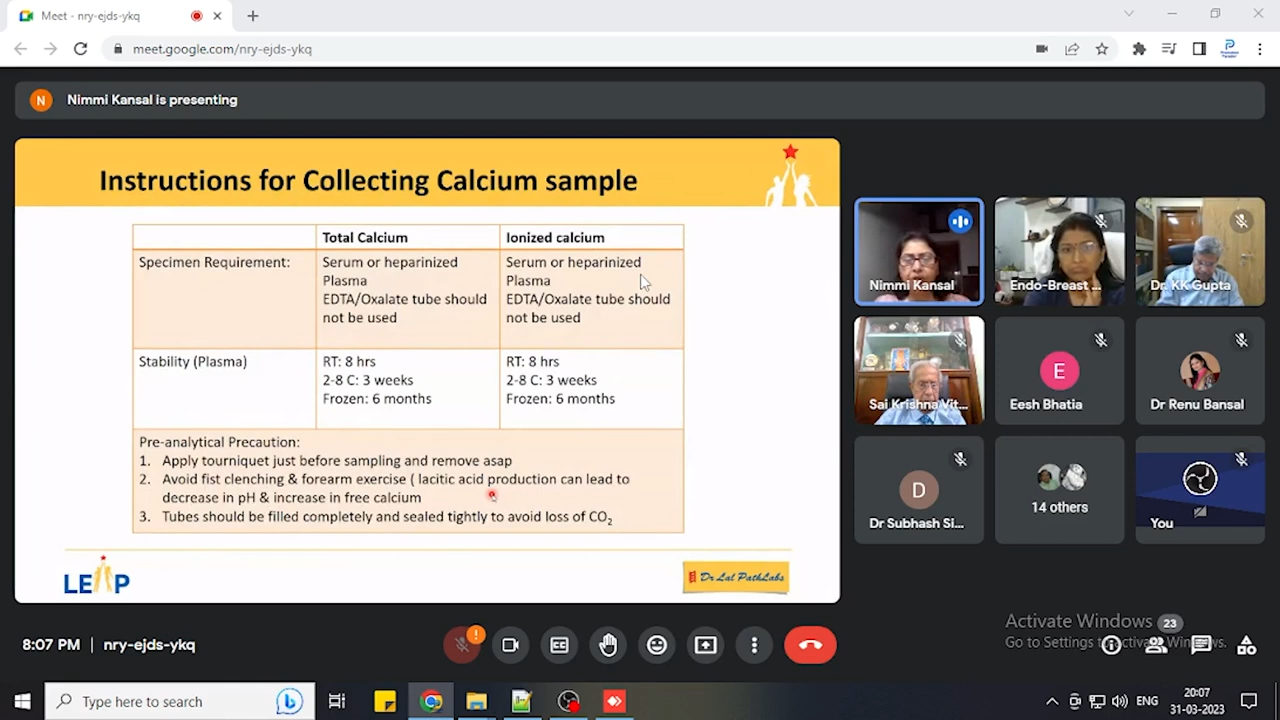 Meet - nry-ejds-ykq
meet.google.com/nry-ejds-ykq
N
Nimmi Kansal is presenting
Instructions for Collecting Calcium sample
Total Calcium
Ionized calcium
Specimen Requirement:
Serum or heparinized
Plasma
EDTA/Oxalate tube should
not be used
Serum or heparinized
Plasma
EDTA/Oxalate tube should
not be used
Stability (Plasma)
RT: 8 hrs
2-8 C: 3 weeks
Frozen: 6 months
RT: 8 hrs
2-8 C: 3 weeks
Frozen: 6 months
Pre-analytical Precaution:
1. Apply tourniquet just before sampling and remove asap
2. Avoid fist clenching & forearm exercise ( lacitic acid production can lead to
decrease in pH & increase in free calcium
3. Tubes should be filled completely and sealed tightly to avoid loss of CO2
LEAP
Dr Lal PathLabs
Nimmi Kansal
Endo-Breast ...
Dr. KK Gupta
Sai Krishna Vit...
E
Eesh Bhatia
Dr Renu Bansal
D
Dr Subhash Si...
14 others
You
8:07 PM | nry-ejds-ykq
Activate Windows
Go to Settings to activate Windows.
23
Type here to search
ENG
20:07
31-03-2023